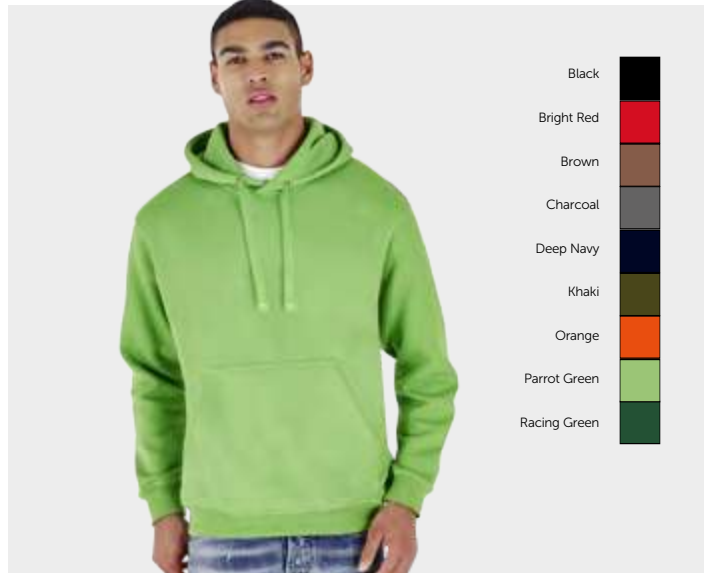 Black
Bright Red
Brown
Charcoal
Deep Navy
Khaki
Orange
Parrot Green
Racing Green